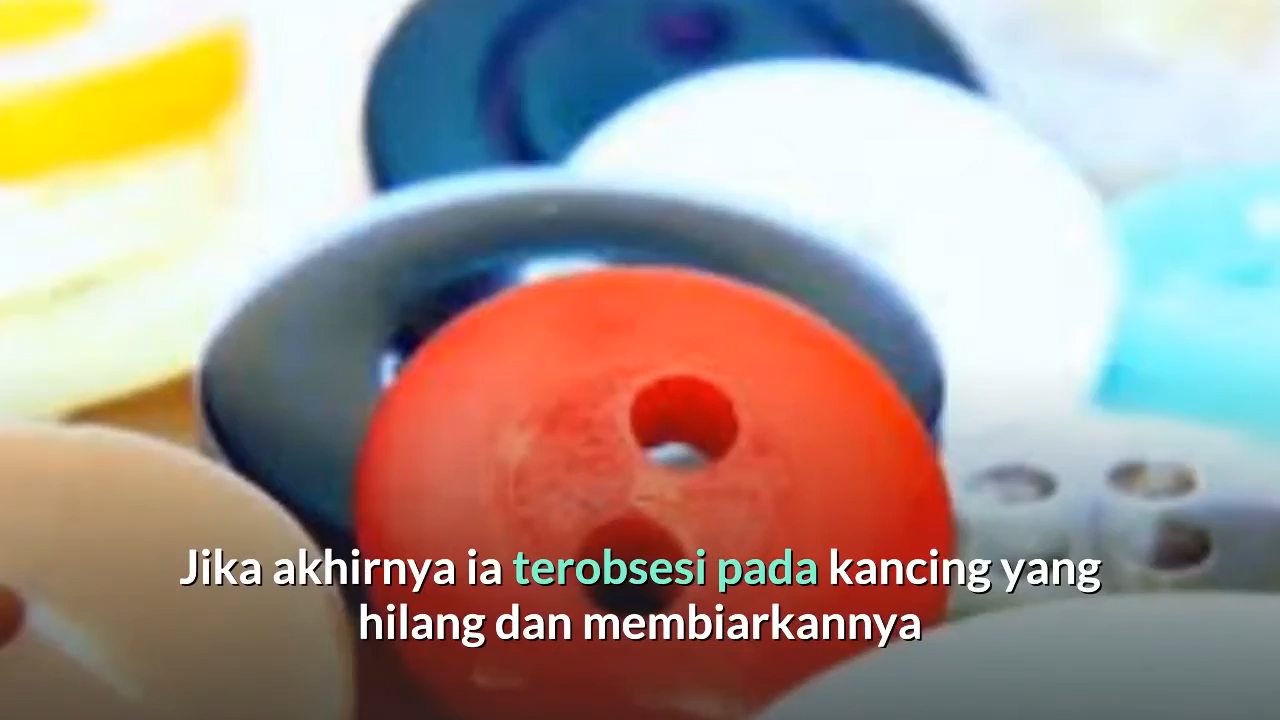 Jika akhirnya ia terobsesi pada kancing yang
hilang dan membiarkannya